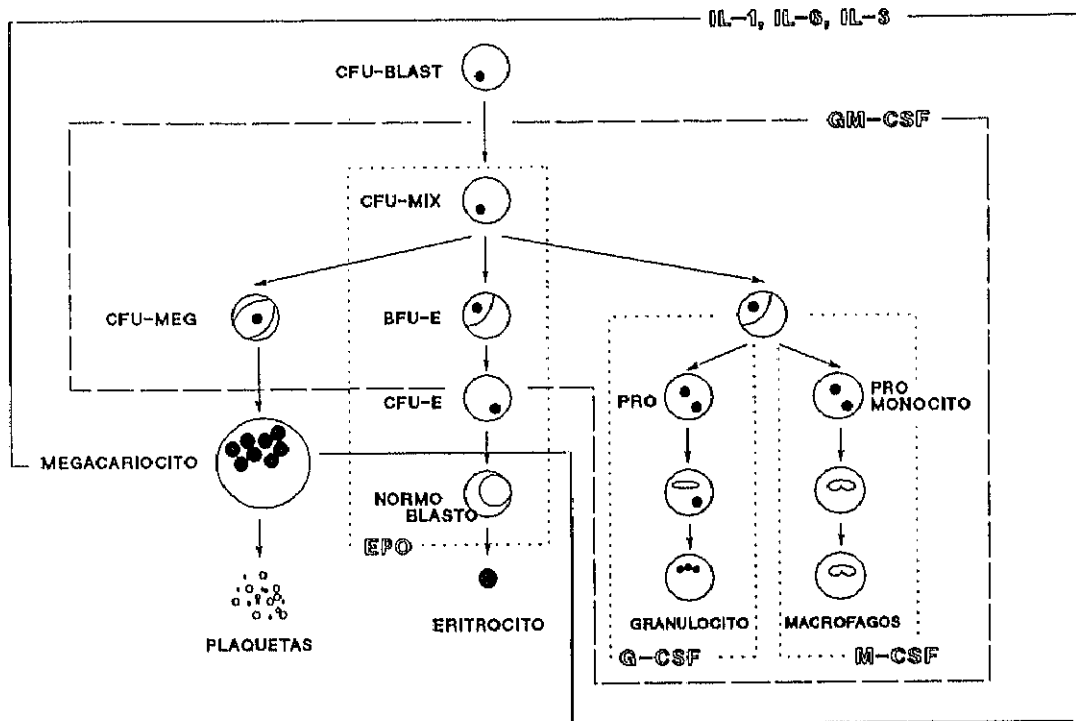 IL-1, IL-6, IL-3
CFU-BLAST
GM-CSF
CFU-MIX
CFU-MEG
BFU-E
CFU-E
PRO
PRO
MONOCITO
MEGACARIOCITO
NORMO
BLASTO
EPO
PLAQUETAS
ERITROCITO
GRANULOCITO
MACROFAGOS
G-CSF
M-CSF